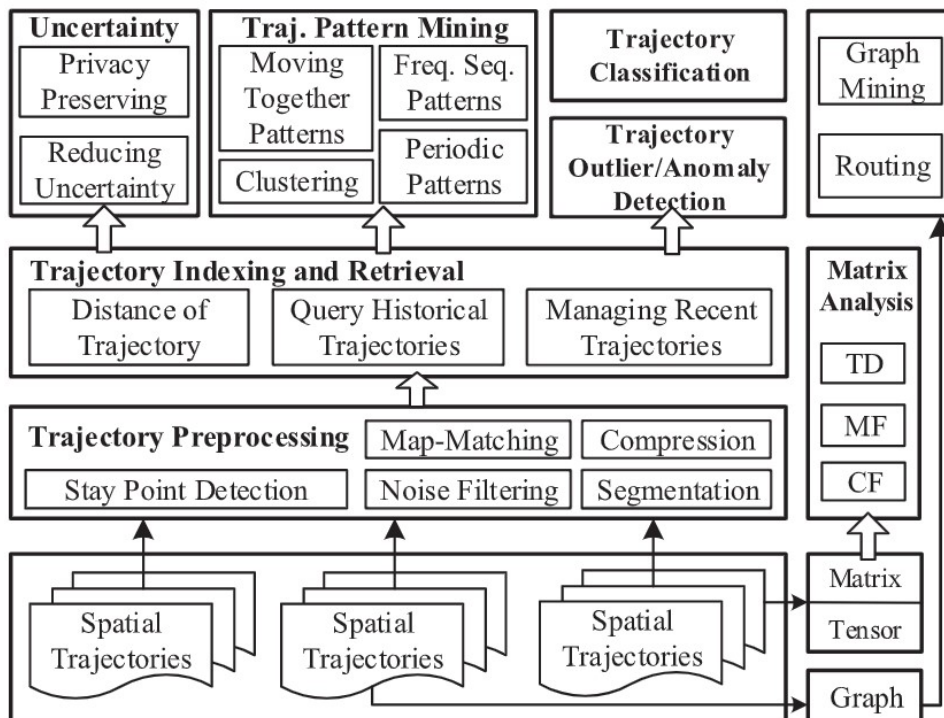 Uncertainty
Privacy
Preserving
Reducing
Uncertainty
Traj. Pattern Mining
Moving
Together
Patterns
Freq. Seq.
Patterns
Clustering
Periodic
Patterns
Trajectory
Classification
Trajectory
Outlier/Anomaly
Detection
Graph
Mining
Routing
Trajectory Indexing and Retrieval
Distance of
Trajectory
Query Historical
Trajectories
Managing Recent
Trajectories
Matrix
Analysis
TD
MF
CF
Trajectory Preprocessing
Map-Matching
Compression
Stay Point Detection
Noise Filtering
Segmentation
Spatial
Trajectories
Spatial
Trajectories
Spatial
Trajectories
Matrix
Tensor
Graph